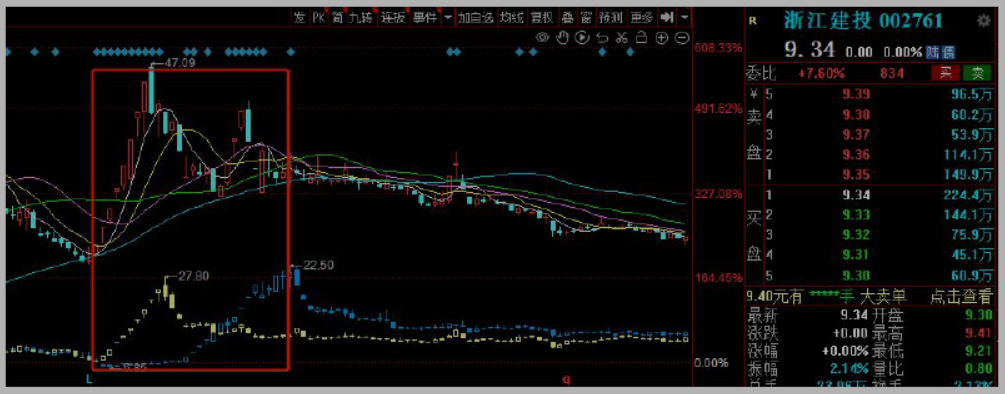 发 PK 简 九转 连板 事件 加自选 均线 复权 叠 窗 预测 更多
47.09
27.80
22.50
608.33%
491.62%
327.08%
164.45%
0.00%
L
q
R 浙江建投 002761
9.34 0.00 0.00% 陆 债
委比 +7.60% 834 买 卖
¥ 5 9.39 96.5万
卖 4 9.38 60.2万
3 9.37 53.9万
盘 2 9.36 114.1万
1 9.35 149.9万
1 9.34 224.4万
买 2 9.33 144.1万
3 9.32 75.9万
盘 4 9.31 45.1万
5 9.30 60.9万
9.40元有 *****手 大卖单 点击查看
最新 9.34 开盘 9.30
涨跌 +0.00 最高 9.41
涨幅 +0.00% 最低 9.21
振幅 2.14% 量比 0.80